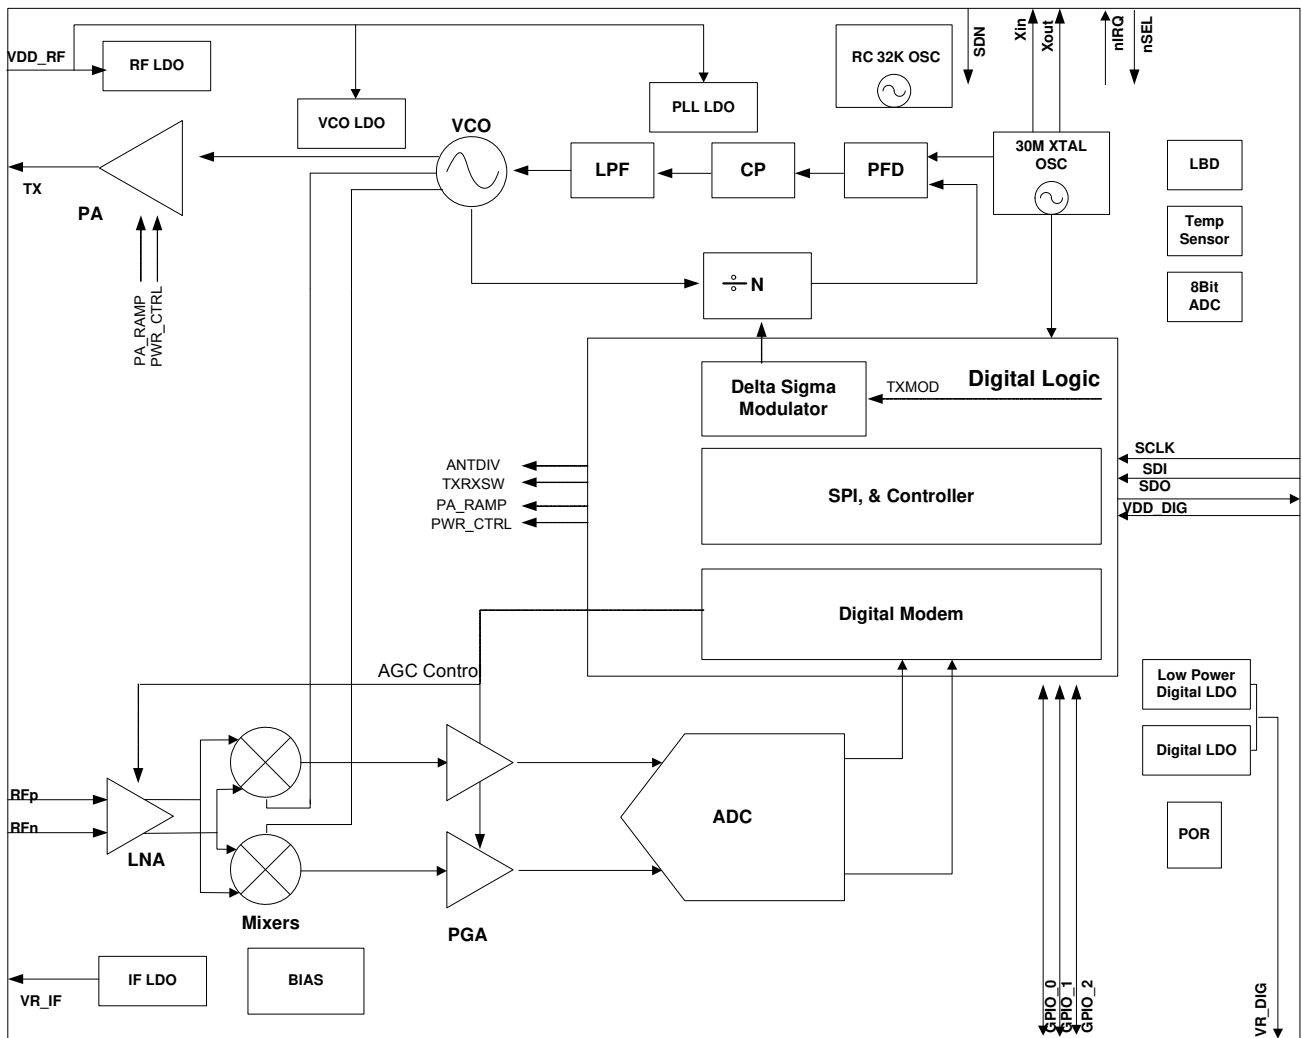 VDD_RF
RF LDO
VCO LDO
PLL LDO
RC 32K OSC
SDN
Xin
Xout
nIRQ
nSEL
VCO
LPF
CP
PFD
30M XTAL
OSC
LBD
TX
PA
Temp
Sensor
÷ N
8Bit
ADC
PA_RAMP
PWR_CTRL
Delta Sigma
Modulator
TXMOD
Digital Logic
ANTDIV
TXRXSW
PA_RAMP
PWR_CTRL
SPI, & Controller
SCLK
SDI
SDO
VDD_DIG
Digital Modem
AGC Control
Low Power
Digital LDO
Digital LDO
RFp
RFn
LNA
ADC
POR
Mixers
PGA
IF LDO
BIAS
VR_IF
GPIO_0
GPIO_1
GPIO_2
VR_DIG